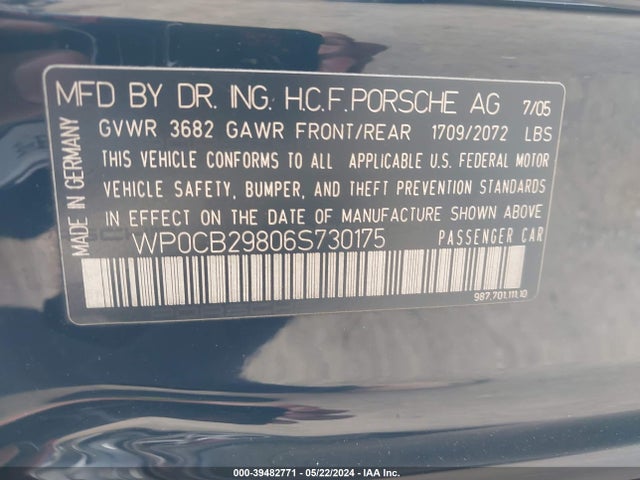 MFD BY DR. ING. H.C.F. PORSCHE AG 7/05
GVWR 3682 GAWR FRONT/REAR 1709/2072 LBS
THIS VEHICLE CONFORMS TO ALL APPLICABLE U.S. FEDERAL MOTOR
VEHICLE SAFETY, BUMPER, AND THEFT PREVENTION STANDARDS
IN EFFECT ON THE DATE OF MANUFACTURE SHOWN ABOVE
WP0CB29806S730175 PASSENGER CAR
MADE IN GERMANY
987.701.111.10
000-39482771 - 05/22/2024 - IAA Inc.